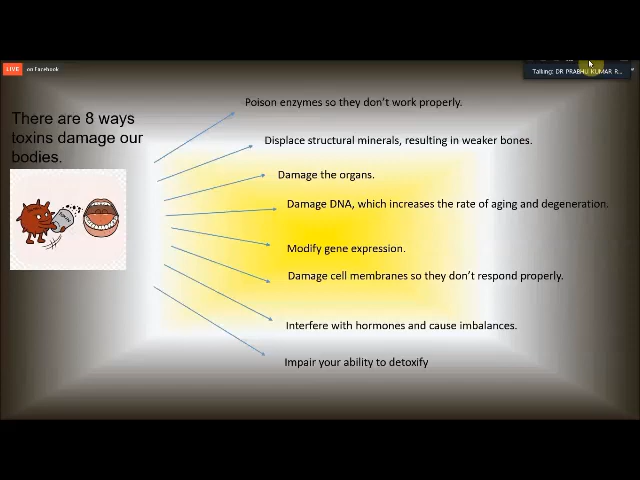 LIVE on Facebook
Talking: DR PRABHU KUMAR R...
There are 8 ways
toxins damage our
bodies.
Poison enzymes so they don't work properly.
Displace structural minerals, resulting in weaker bones.
Damage the organs.
Damage DNA, which increases the rate of aging and degeneration.
Modify gene expression.
Damage cell membranes so they don't respond properly.
Interfere with hormones and cause imbalances.
Impair your ability to detoxify